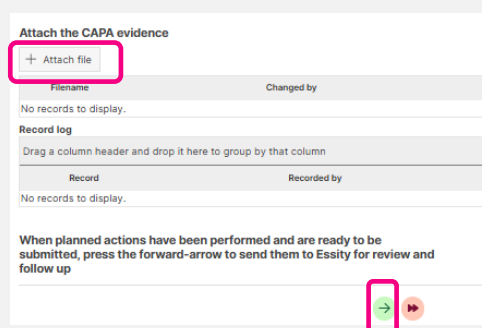 Attach the CAPA evidence
+ Attach file
Filename Changed by
No records to display.
Record log
Drag a column header and drop it here to group by that column
Record Recorded by
No records to display.
When planned actions have been performed and are ready to be
submitted, press the forward-arrow to send them to Essity for review and
follow up